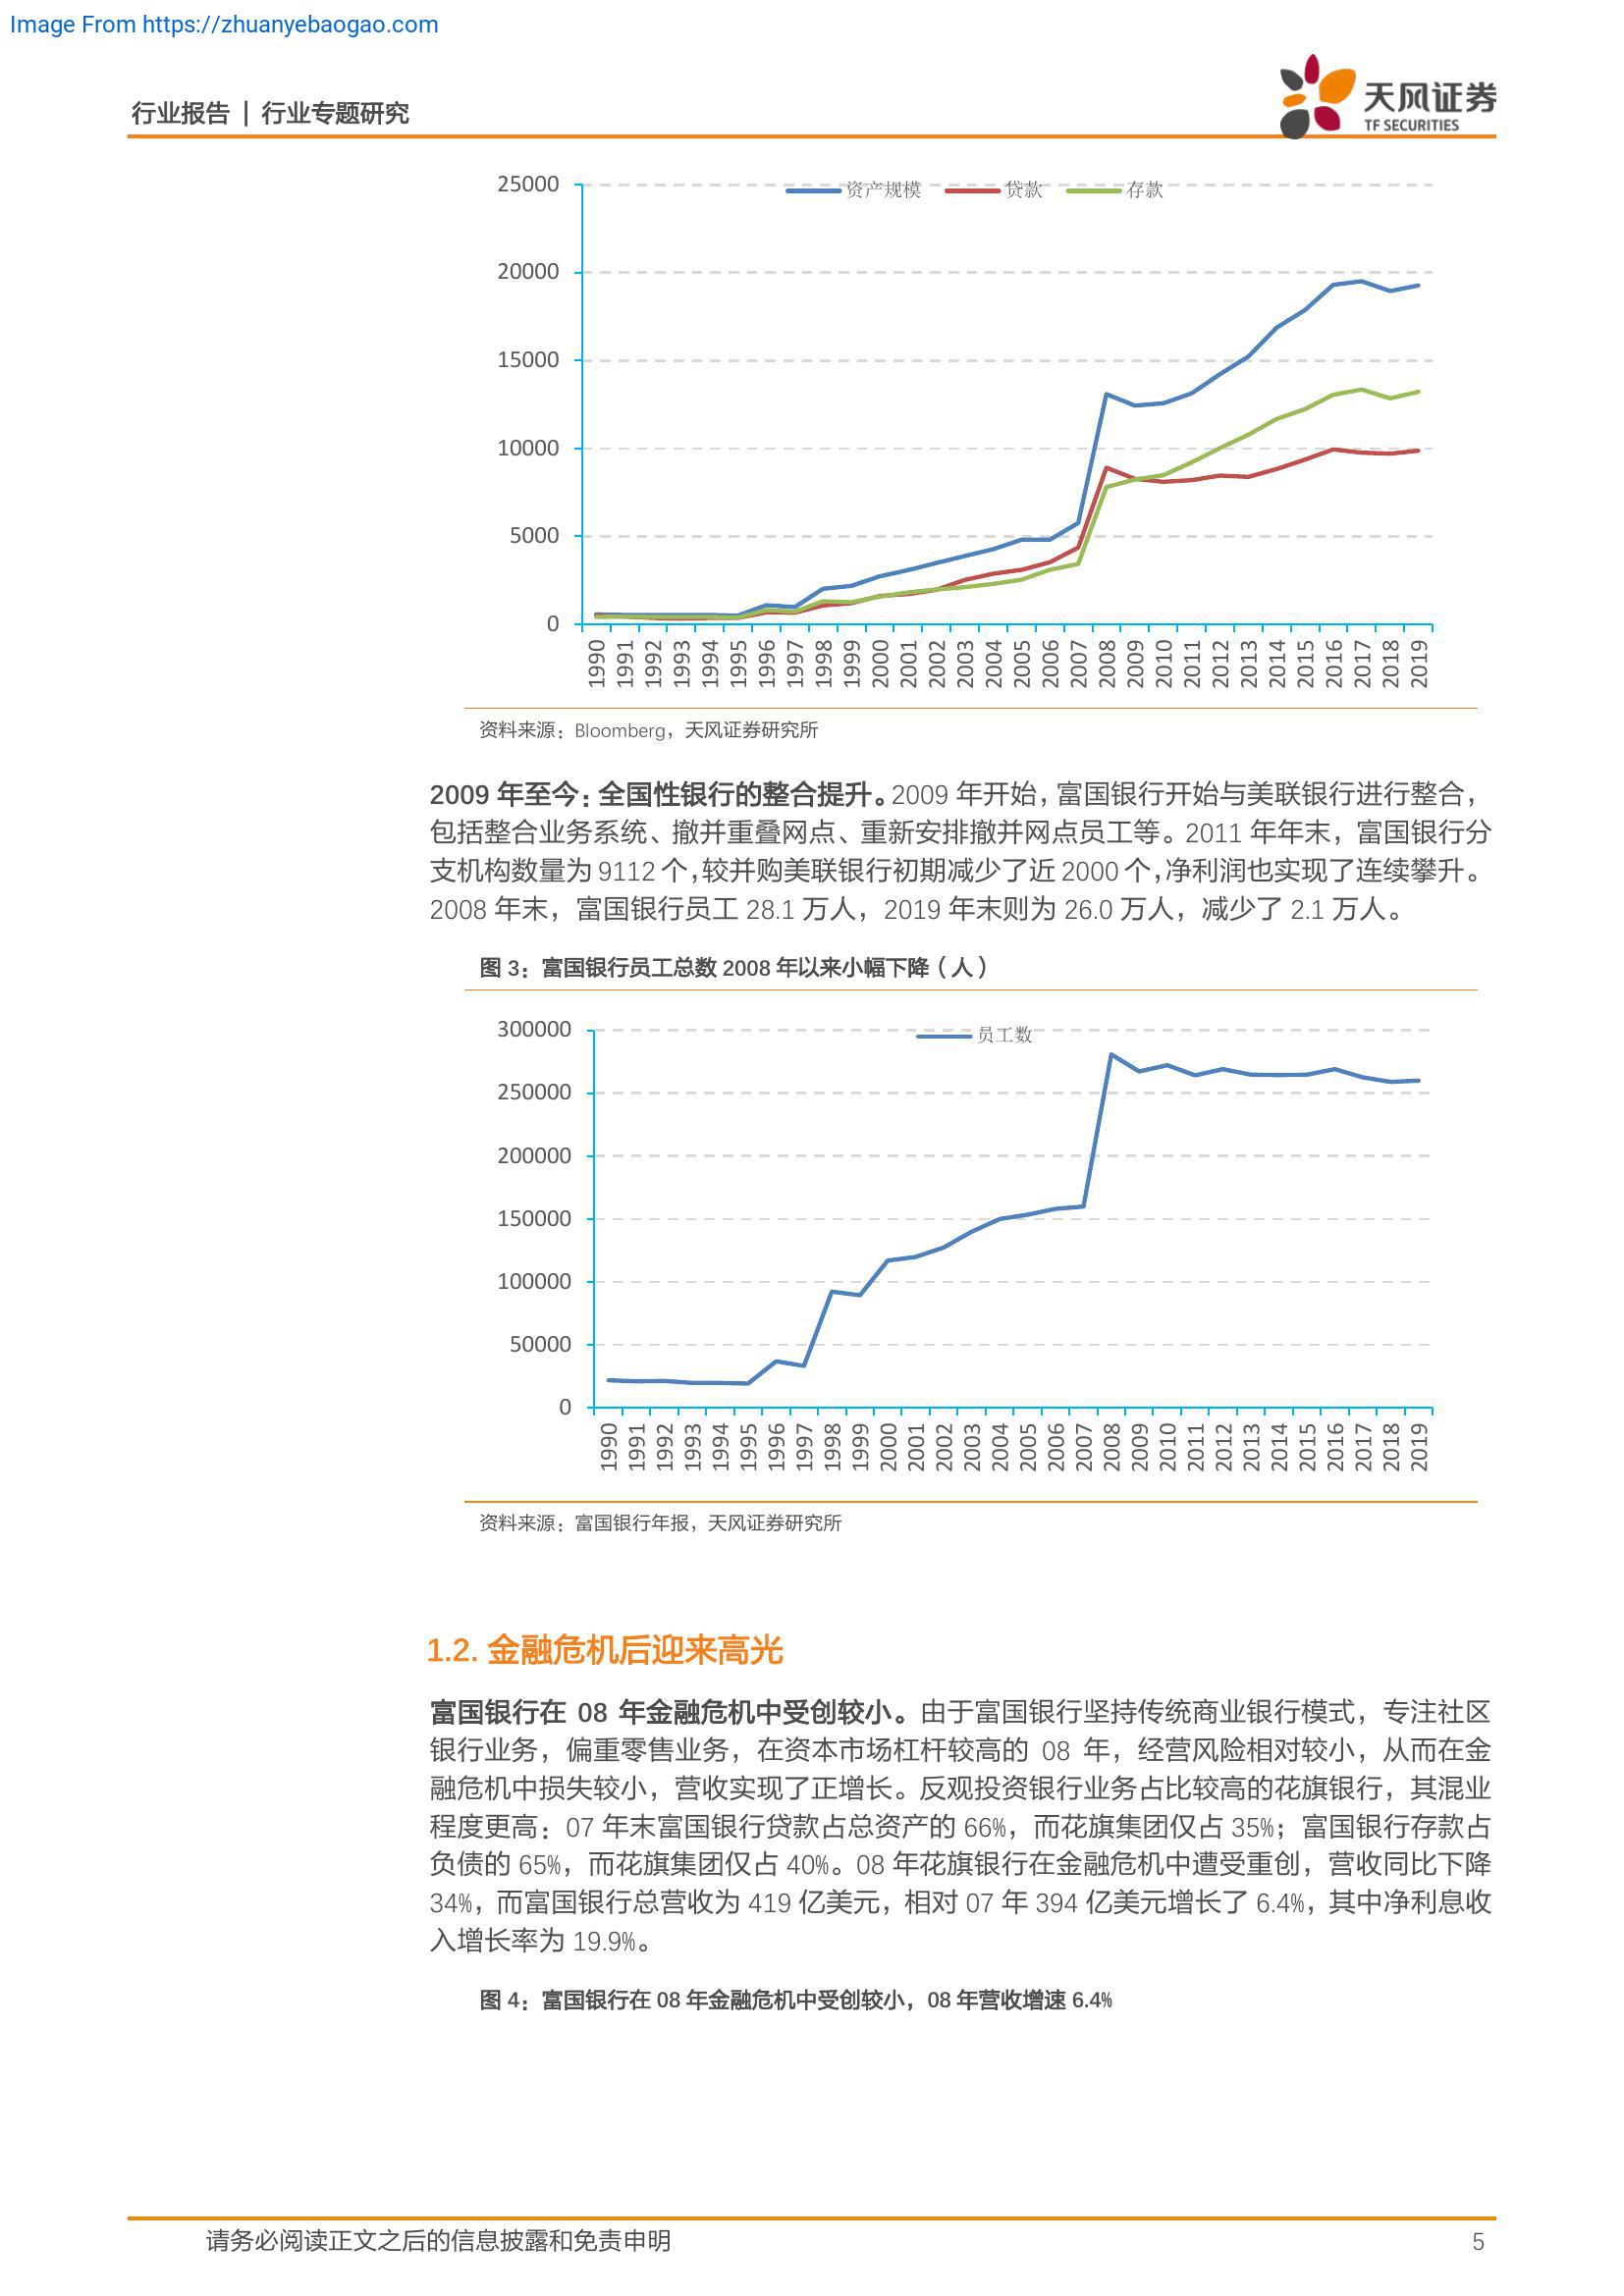 Image From https://zhuanyebaogao.com
行业报告 | 行业专题研究
天风证券
TF SECURITIES
25000
资产规模 贷款 存款
20000
15000
10000
5000
0
1990 1991 1992 1993 1994 1995 1996 1997 1998 1999 2000 2001 2002 2003 2004 2005 2006 2007 2008 2009 2010 2011 2012 2013 2014 2015 2016 2017 2018 2019
资料来源：Bloomberg，天风证券研究所
2009 年至今：全国性银行的整合提升。2009 年开始，富国银行开始与美联银行进行整合，
包括整合业务系统、撤并重叠网点、重新安排撤并网点员工等。2011 年年末，富国银行分
支机构数量为 9112 个，较并购美联银行初期减少了近 2000 个，净利润也实现了连续攀升。
2008 年末，富国银行员工 28.1 万人，2019 年末则为 26.0 万人，减少了 2.1 万人。
图 3：富国银行员工总数 2008 年以来小幅下降（人）
300000
员工数
250000
200000
150000
100000
50000
0
1990 1991 1992 1993 1994 1995 1996 1997 1998 1999 2000 2001 2002 2003 2004 2005 2006 2007 2008 2009 2010 2011 2012 2013 2014 2015 2016 2017 2018 2019
资料来源：富国银行年报，天风证券研究所
1.2. 金融危机后迎来高光
富国银行在 08 年金融危机中受创较小。由于富国银行坚持传统商业银行模式，专注社区
银行业务，偏重零售业务，在资本市场杠杆较高的 08 年，经营风险相对较小，从而在金
融危机中损失较小，营收实现了正增长。反观投资银行业务占比较高的花旗银行，其混业
程度更高：07 年末富国银行贷款占总资产的 66%，而花旗集团仅占 35%；富国银行存款占
负债的 65%，而花旗集团仅占 40%。08 年花旗银行在金融危机中遭受重创，营收同比下降
34%，而富国银行总营收为 419 亿美元，相对 07 年 394 亿美元增长了 6.4%，其中净利息收
入增长率为 19.9%。
图 4：富国银行在 08 年金融危机中受创较小，08 年营收增速 6.4%
请务必阅读正文之后的信息披露和免责申明 5